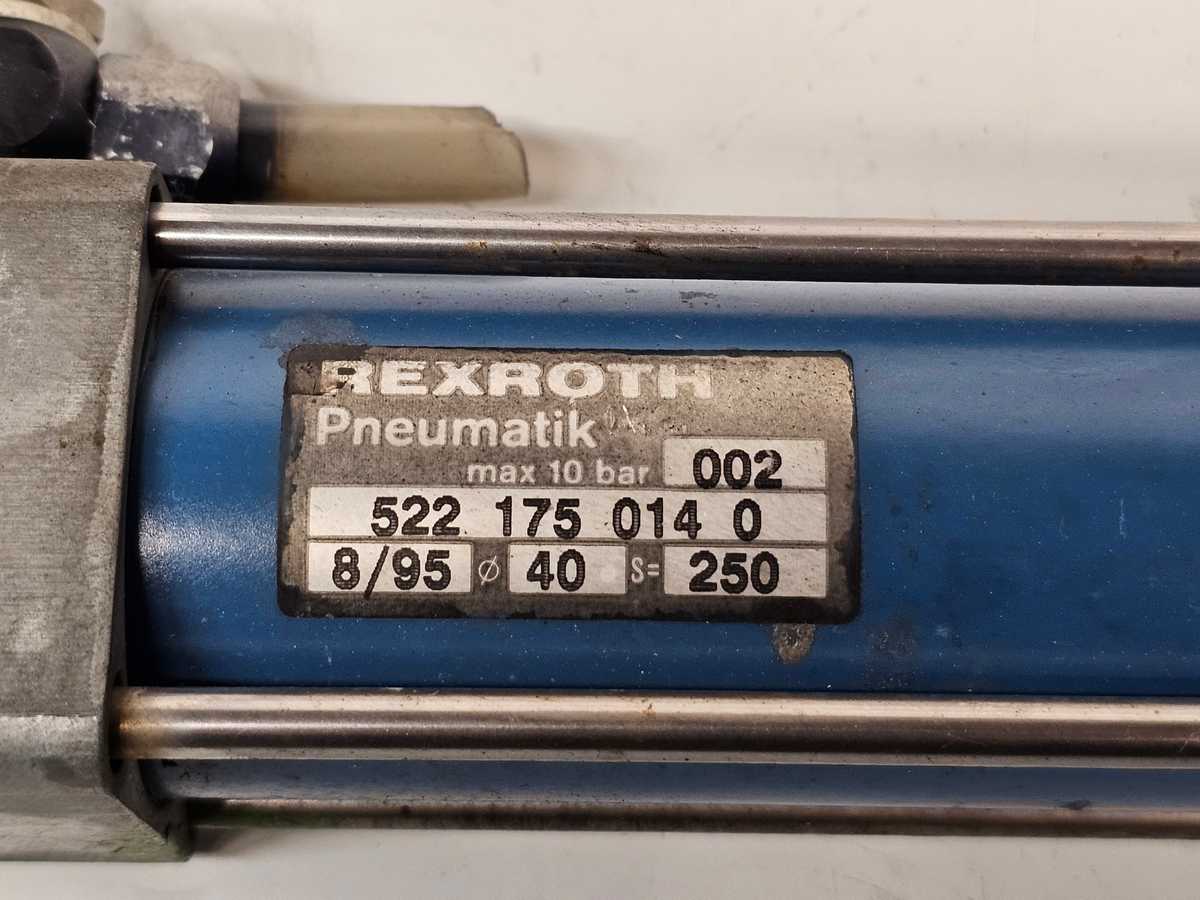 REXROTH
Pneumatik
max 10 bar 002
522 175 014 0
8/95 ⌀ 40 S= 250